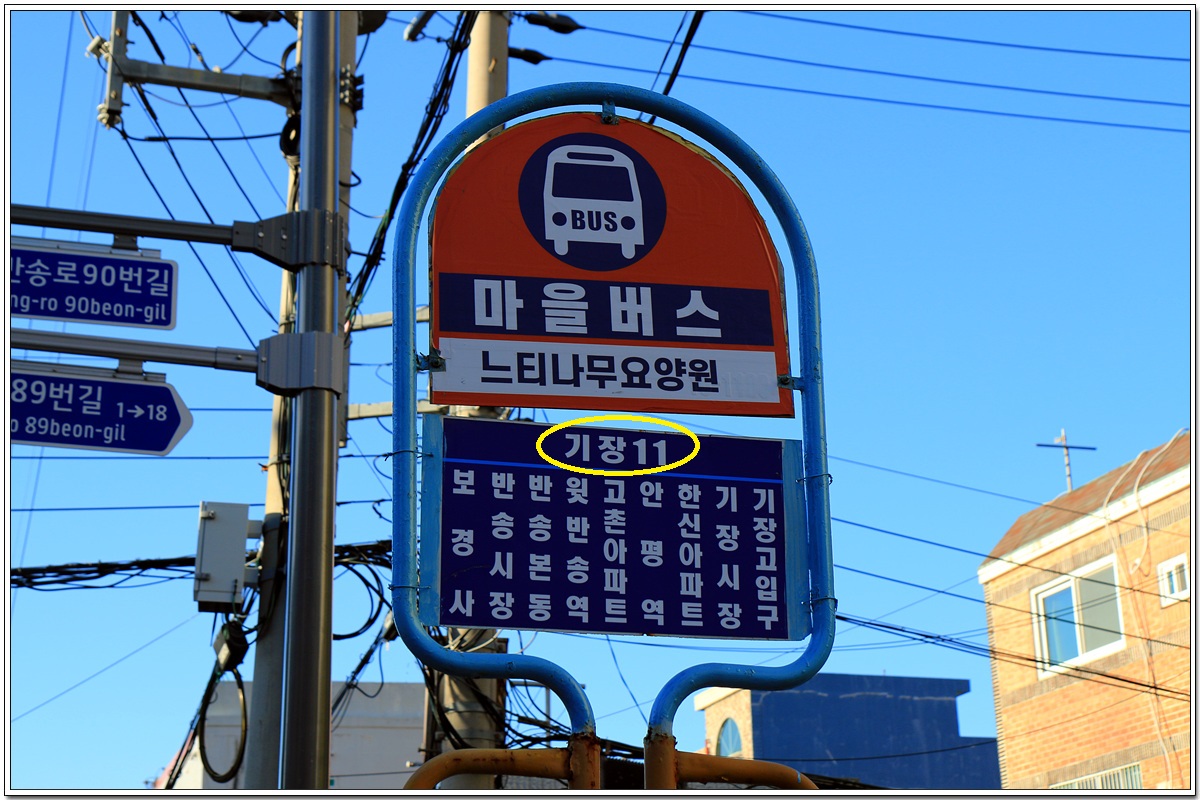 BUS
마을버스
느티나무요양원
기장11
보경사
반송시장
반송본동
윗반송역
고촌아파트
안평역
한신아파트
기장시장
기장고입구
반송로90번길
ng-ro 90beon-gil
89번길 1→18
o 89beon-gil